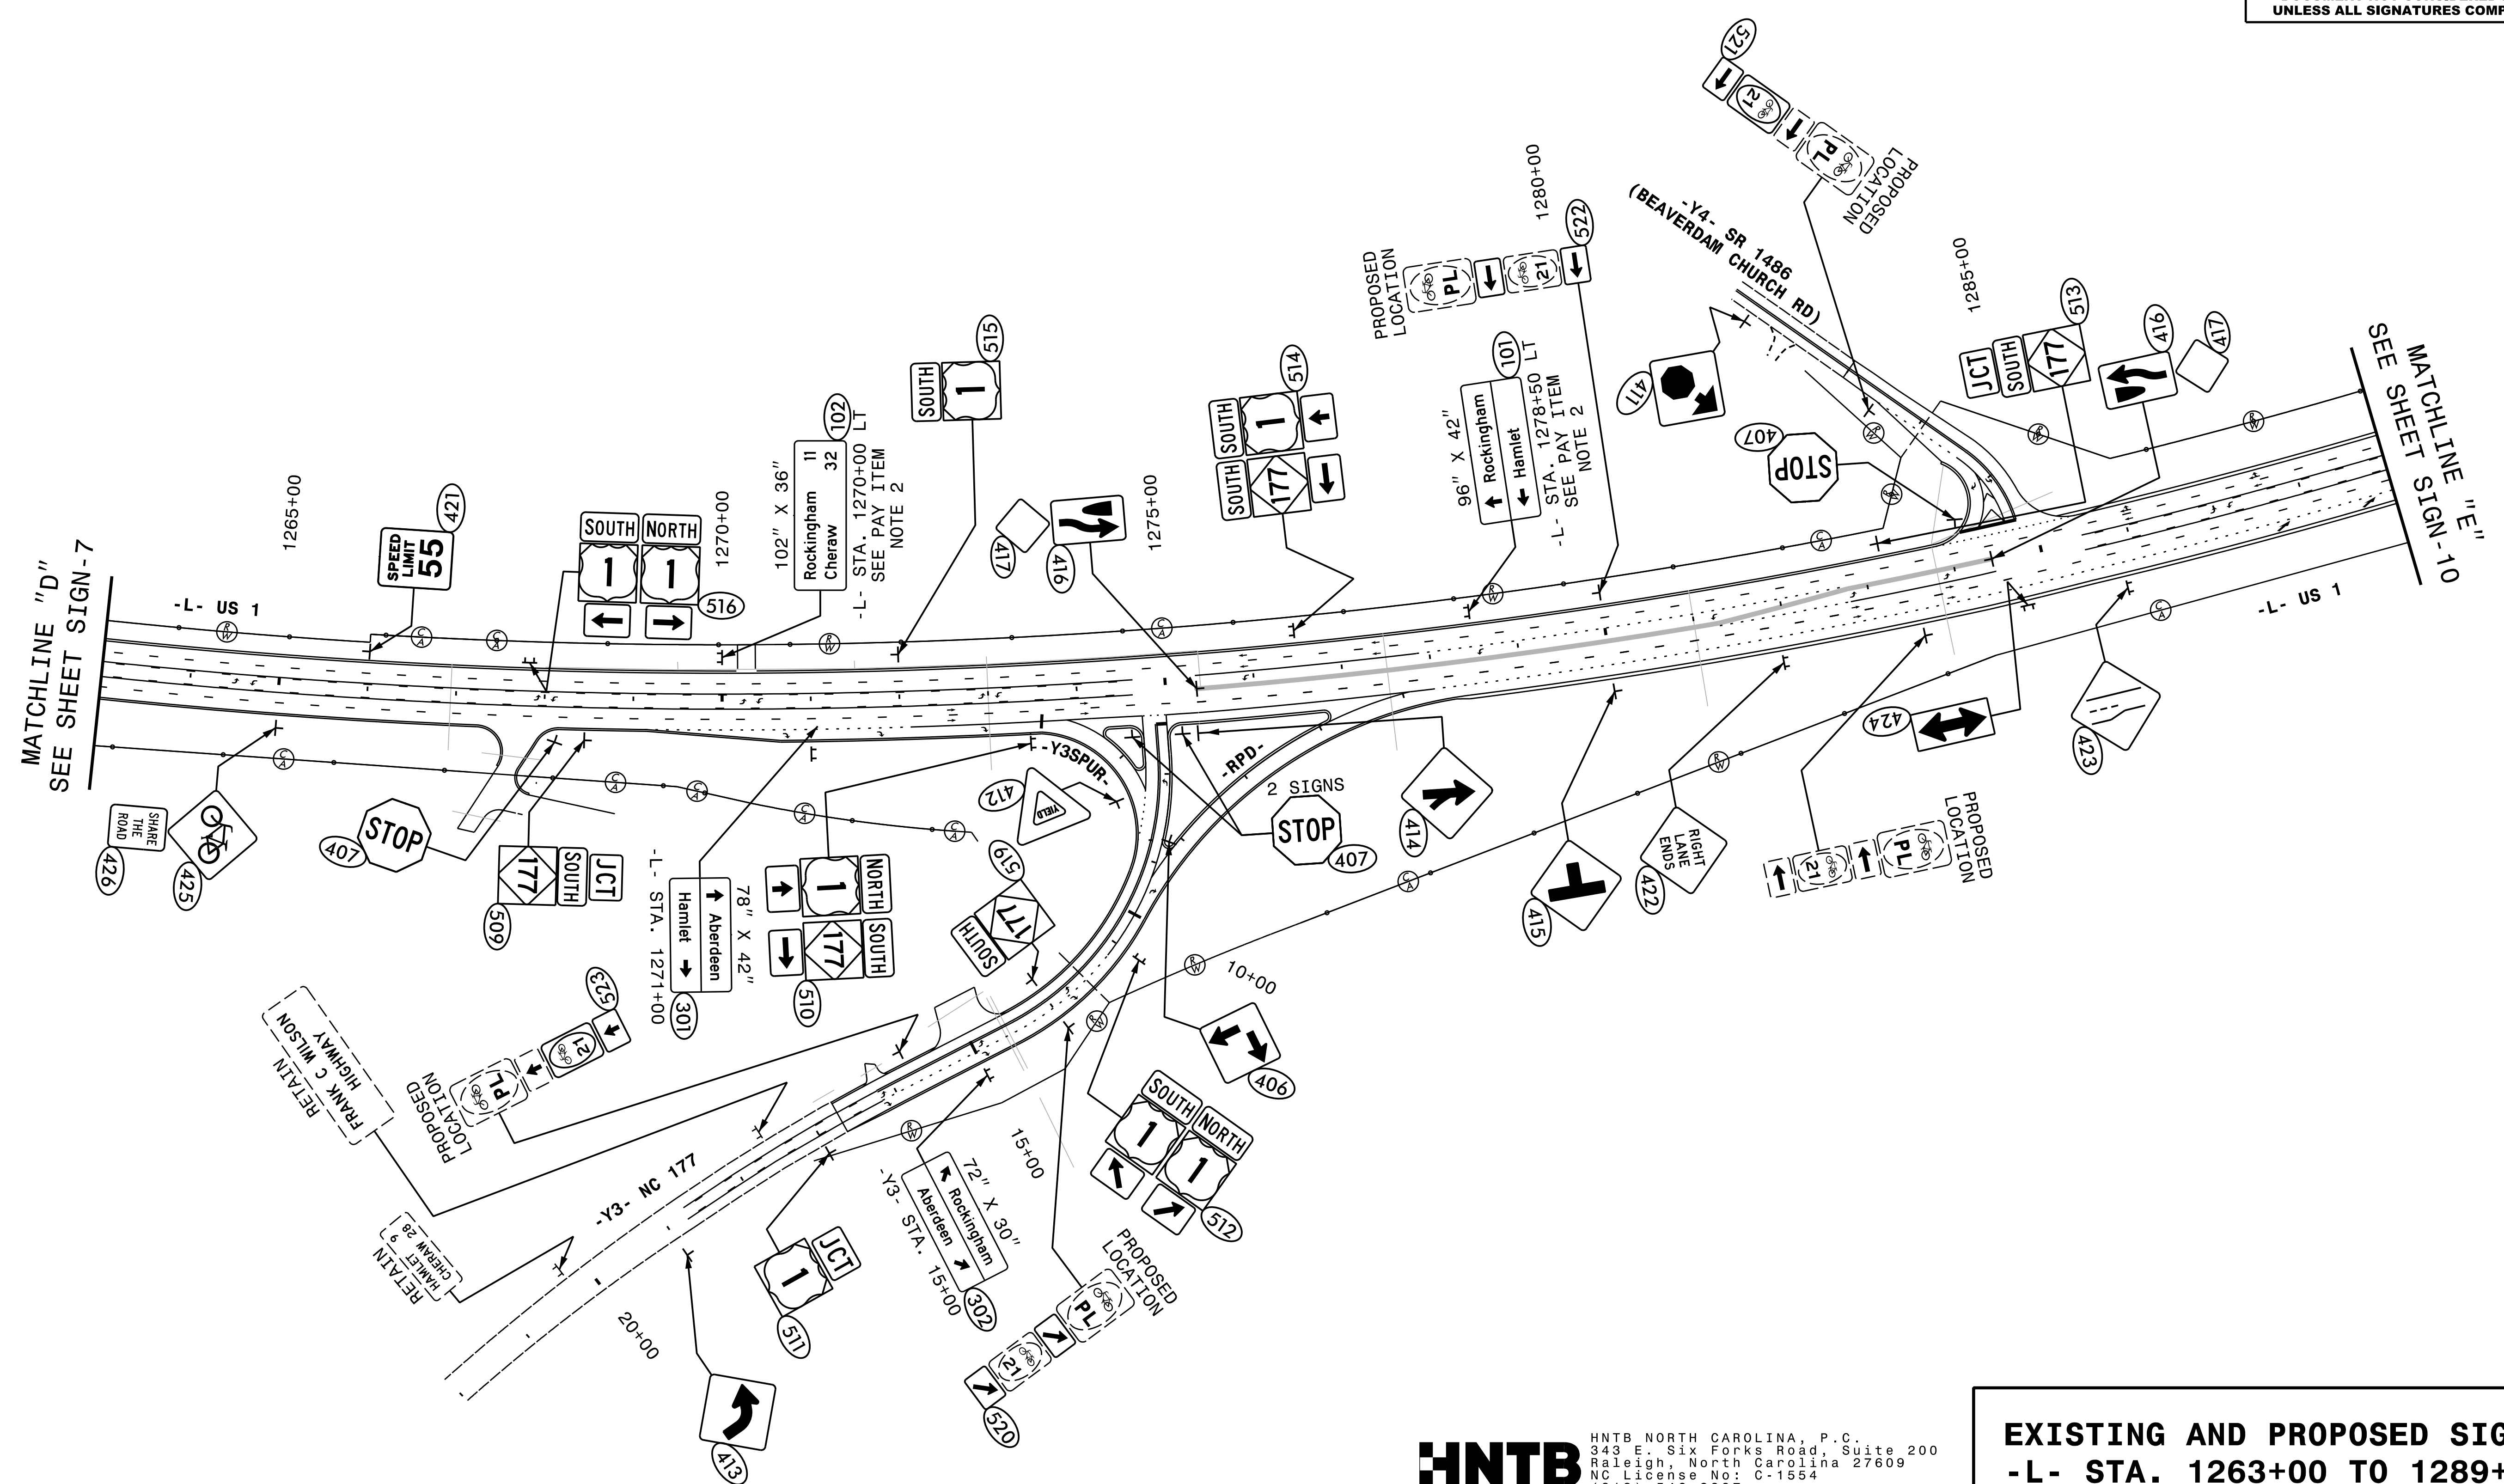 UNLESS ALL SIGNATURES COMP
521
21
PL
PROPOSED
LOCATION
1280+00
522
PROPOSED
LOCATION
PL
21
-Y4- SR 1486
(BEAVERDAM CHURCH RD)
1285+00
JCT
SOUTH
177
513
416
417
MATCHLINE "E"
SEE SHEET SIGN-10
411
407
STOP
101
96" X 42"
Rockingham
Hamlet
-L- STA. 1278+50 LT
SEE PAY ITEM
NOTE 2
514
SOUTH
1
SOUTH
177
1275+00
515
SOUTH
1
417
416
102
102" X 36"
Rockingham 11
Cheraw 32
-L- STA. 1270+00 LT
SEE PAY ITEM
NOTE 2
1270+00
SOUTH
NORTH
1
1
516
421
SPEED
LIMIT
55
1265+00
MATCHLINE "D"
SEE SHEET SIGN-7
-L- US 1
R/W
C/A
-L- US 1
SHARE
THE
ROAD
426
425
407
STOP
177
SOUTH
JCT
509
-L- STA. 1271+00
Hamlet
Aberdeen
78" X 42"
301
NORTH
1
SOUTH
177
510
-Y3SPUR-
412
YIELD
519
177
SOUTH
-RPD-
2 SIGNS
STOP
407
414
415
RIGHT
LANE
ENDS
422
424
423
21
PL
PROPOSED
LOCATION
10+00
406
SOUTH
NORTH
1
1
512
523
21
PL
PROPOSED
LOCATION
FRANK C WILSON
HIGHWAY
RETAIN
-Y3- NC 177
HAMLET 9
CHERAW 28
RETAIN
15+00
72" X 30"
Rockingham
Aberdeen
-Y3- STA. 15+00
302
JCT
1
511
20+00
PROPOSED
LOCATION
PL
21
520
413
HNTB
HNTB NORTH CAROLINA, P.C.
343 E. Six Forks Road, Suite 200
Raleigh, North Carolina 27609
NC License No: C-1554
EXISTING AND PROPOSED SIG
-L- STA. 1263+00 TO 1289+